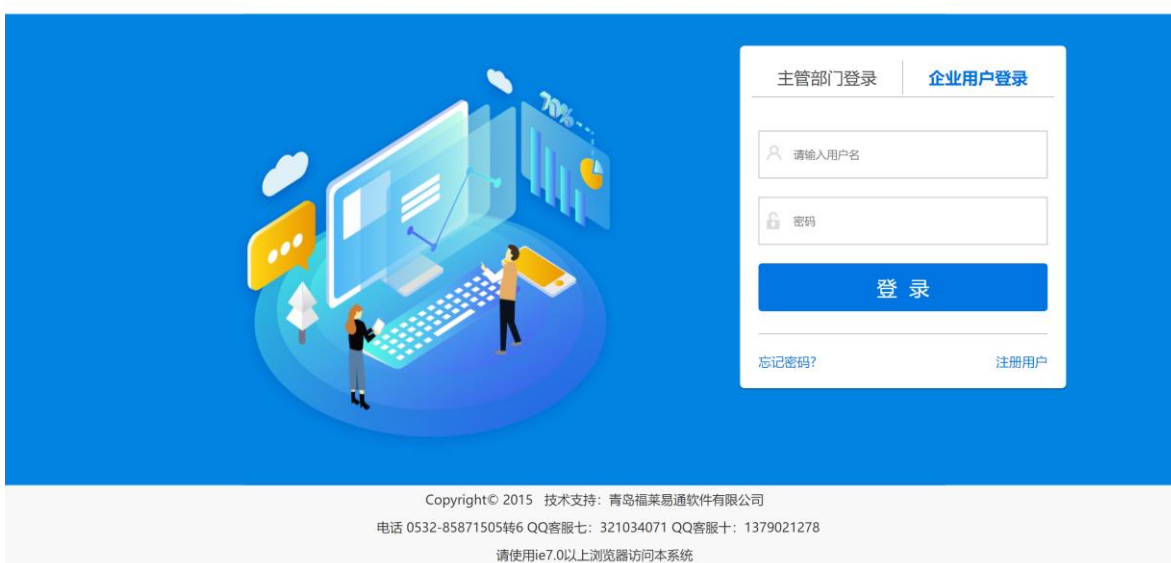 70%
主管部门登录 企业用户登录
请输入用户名
密码
登 录
忘记密码? 注册用户
Copyright© 2015 技术支持：青岛福莱易通软件有限公司
电话 0532-85871505转6 QQ客服七：321034071 QQ客服十：1379021278
请使用ie7.0以上浏览器访问本系统